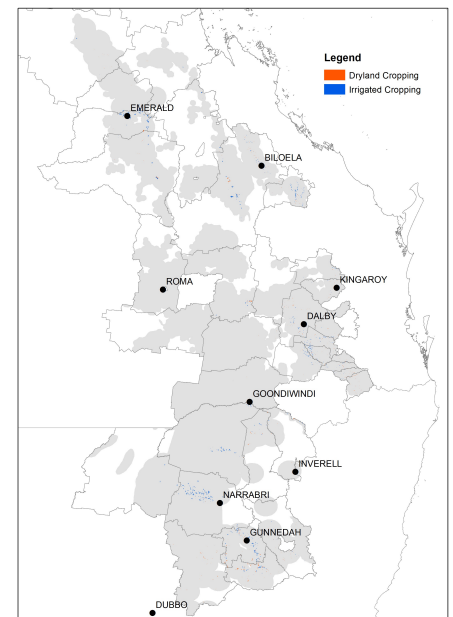 Legend
Dryland Cropping
Irrigated Cropping
EMERALD
BILOELA
ROMA
KINGAROY
DALBY
GOONDIWINDI
INVERELL
NARRABRI
GUNNEDAH
DUBBO